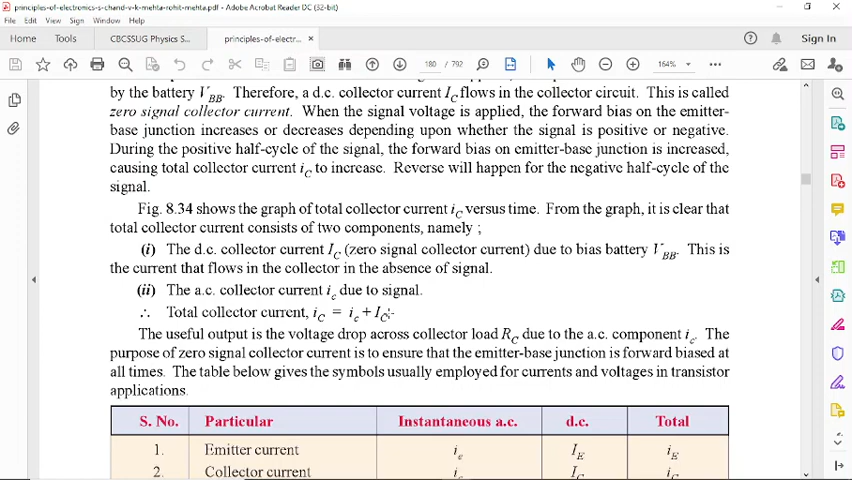 principles-of-electronics-s-chand-v-k-mehta-rohit-mehta.pdf - Adobe Acrobat Reader DC (32-bit)
File Edit View Sign Window Help
Home Tools CBCSSUG Physics S... principles-of-electr... × Sign In
180 / 792 164%
by the battery V_BB. Therefore, a d.c. collector current I_C flows in the collector circuit. This is called
zero signal collector current. When the signal voltage is applied, the forward bias on the emitter-
base junction increases or decreases depending upon whether the signal is positive or negative.
During the positive half-cycle of the signal, the forward bias on emitter-base junction is increased,
causing total collector current i_C to increase. Reverse will happen for the negative half-cycle of the
signal.
Fig. 8.34 shows the graph of total collector current i_C versus time. From the graph, it is clear that
total collector current consists of two components, namely ;
(i) The d.c. collector current I_C (zero signal collector current) due to bias battery V_BB. This is
the current that flows in the collector in the absence of signal.
(ii) The a.c. collector current i_c due to signal.
∴ Total collector current, i_C = i_c + I_C
The useful output is the voltage drop across collector load R_C due to the a.c. component i_c. The
purpose of zero signal collector current is to ensure that the emitter-base junction is forward biased at
all times. The table below gives the symbols usually employed for currents and voltages in transistor
applications.
S. No. Particular Instantaneous a.c. d.c. Total
1. Emitter current i_e I_E i_E
2. Collector current i_c I_C i_C